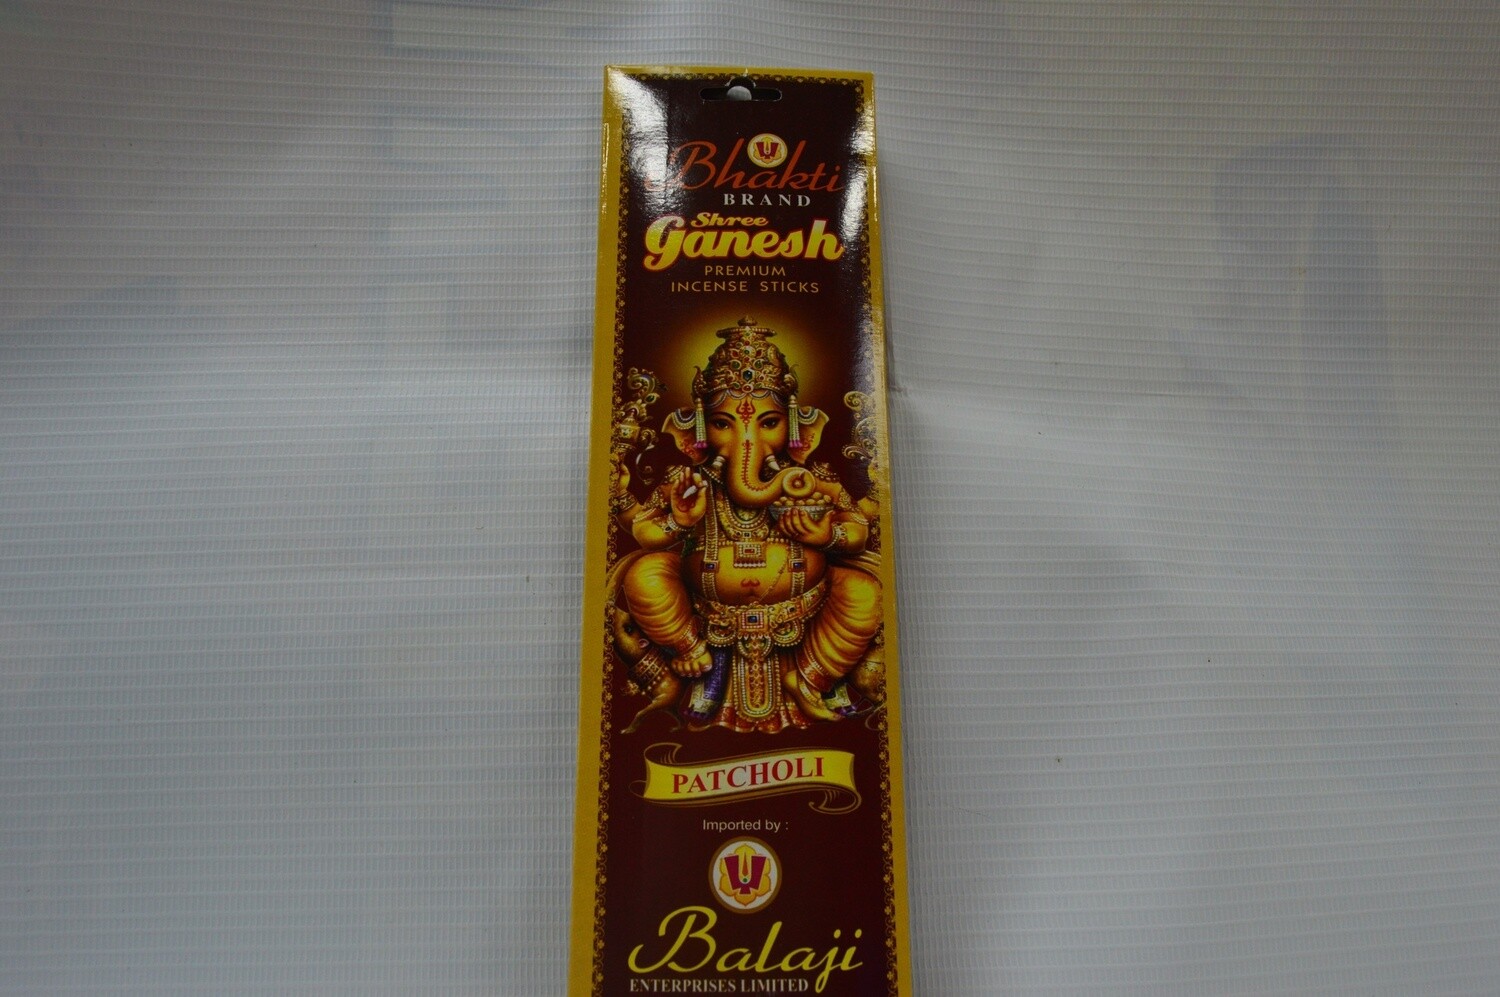 Bhakti
BRAND
Shree
Ganesh
PREMIUM
INCENSE STICKS
PATCHOLI
Imported by :
Balaji
ENTERPRISES LIMITED